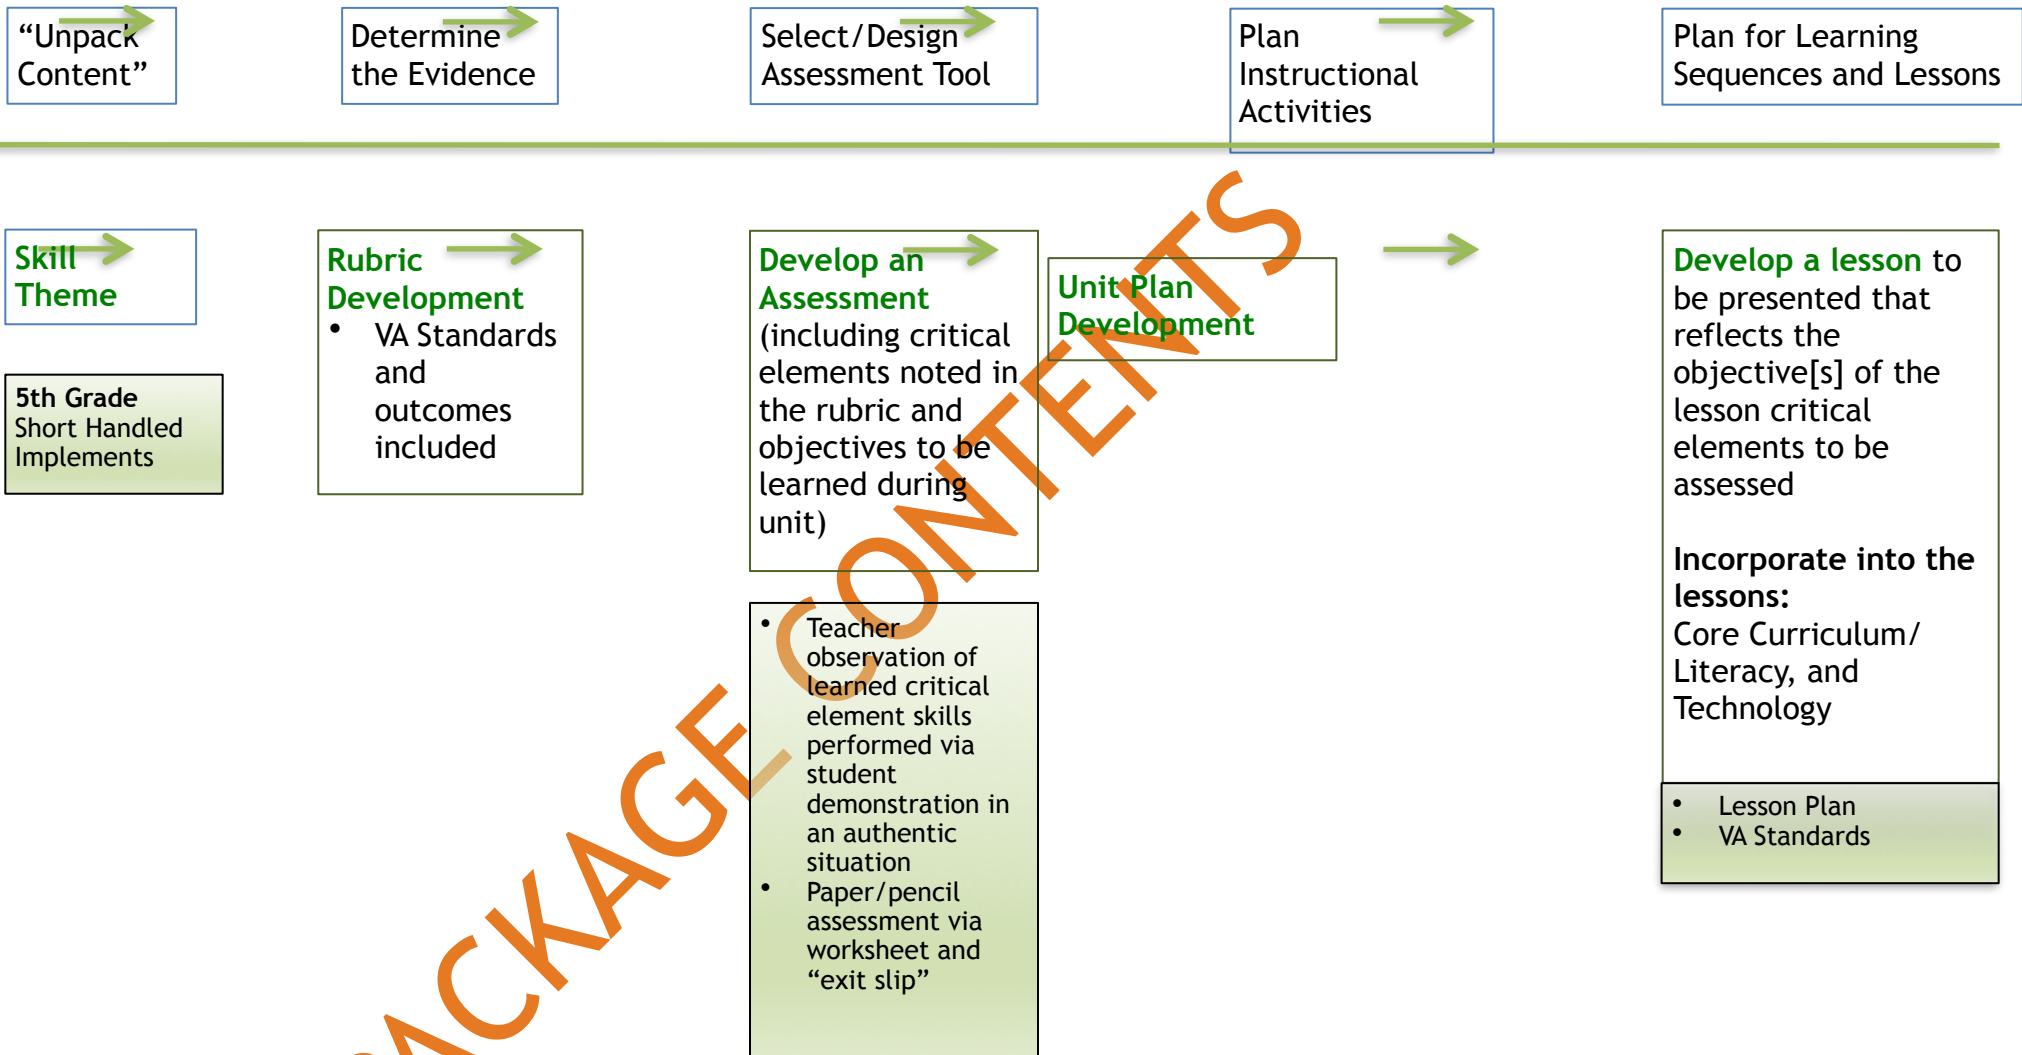 “Unpack
Content”
Determine
the Evidence
Select/Design
Assessment Tool
Plan
Instructional
Activities
Plan for Learning
Sequences and Lessons
Skill
Theme
5th Grade
Short Handled
Implements
Rubric
Development
• VA Standards
and
outcomes
included
Develop an
Assessment
(including critical
elements noted in
the rubric and
objectives to be
learned during
unit)
• Teacher
observation of
learned critical
element skills
performed via
student
demonstration in
an authentic
situation
• Paper/pencil
assessment via
worksheet and
“exit slip”
Unit Plan
Development
Develop a lesson to
be presented that
reflects the
objective[s] of the
lesson critical
elements to be
assessed
Incorporate into the
lessons:
Core Curriculum/
Literacy, and
Technology
• Lesson Plan
• VA Standards
PACKAGE CONTENTS